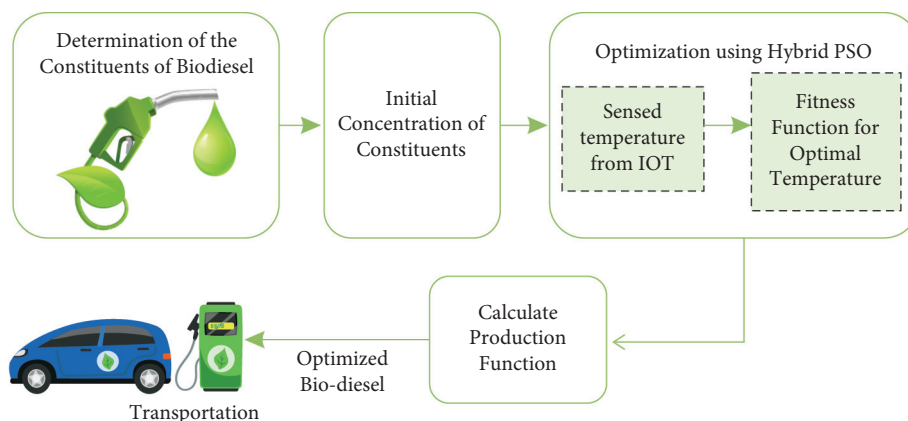 Determination of the
Constituents of Biodiesel
Initial
Concentration of
Constituents
Optimization using Hybrid PSO
Sensed
temperature
from IOT
Fitness
Function for
Optimal
Temperature
Calculate
Production
Function
Optimized
Bio-diesel
Transportation